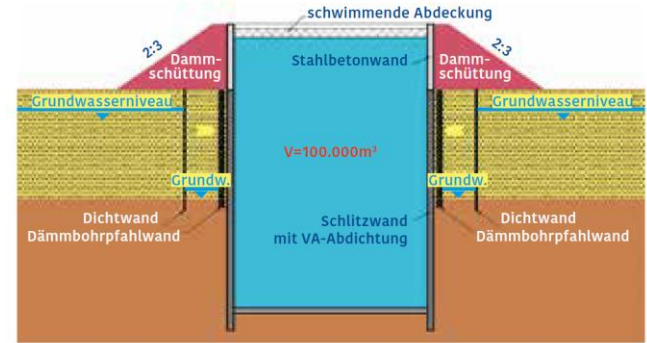 schwimmende Abdeckung
2:3
2:3
Damm-
schüttung
Stahlbetonwand
Damm-
schüttung
Grundwasserniveau
Grundwasserniveau
V=100.000m³
Grundw.
Grundw.
Dichtwand
Dämmbohrpfahlwand
Schlitzwand
mit VA-Abdichtung
Dichtwand
Dämmbohrpfahlwand